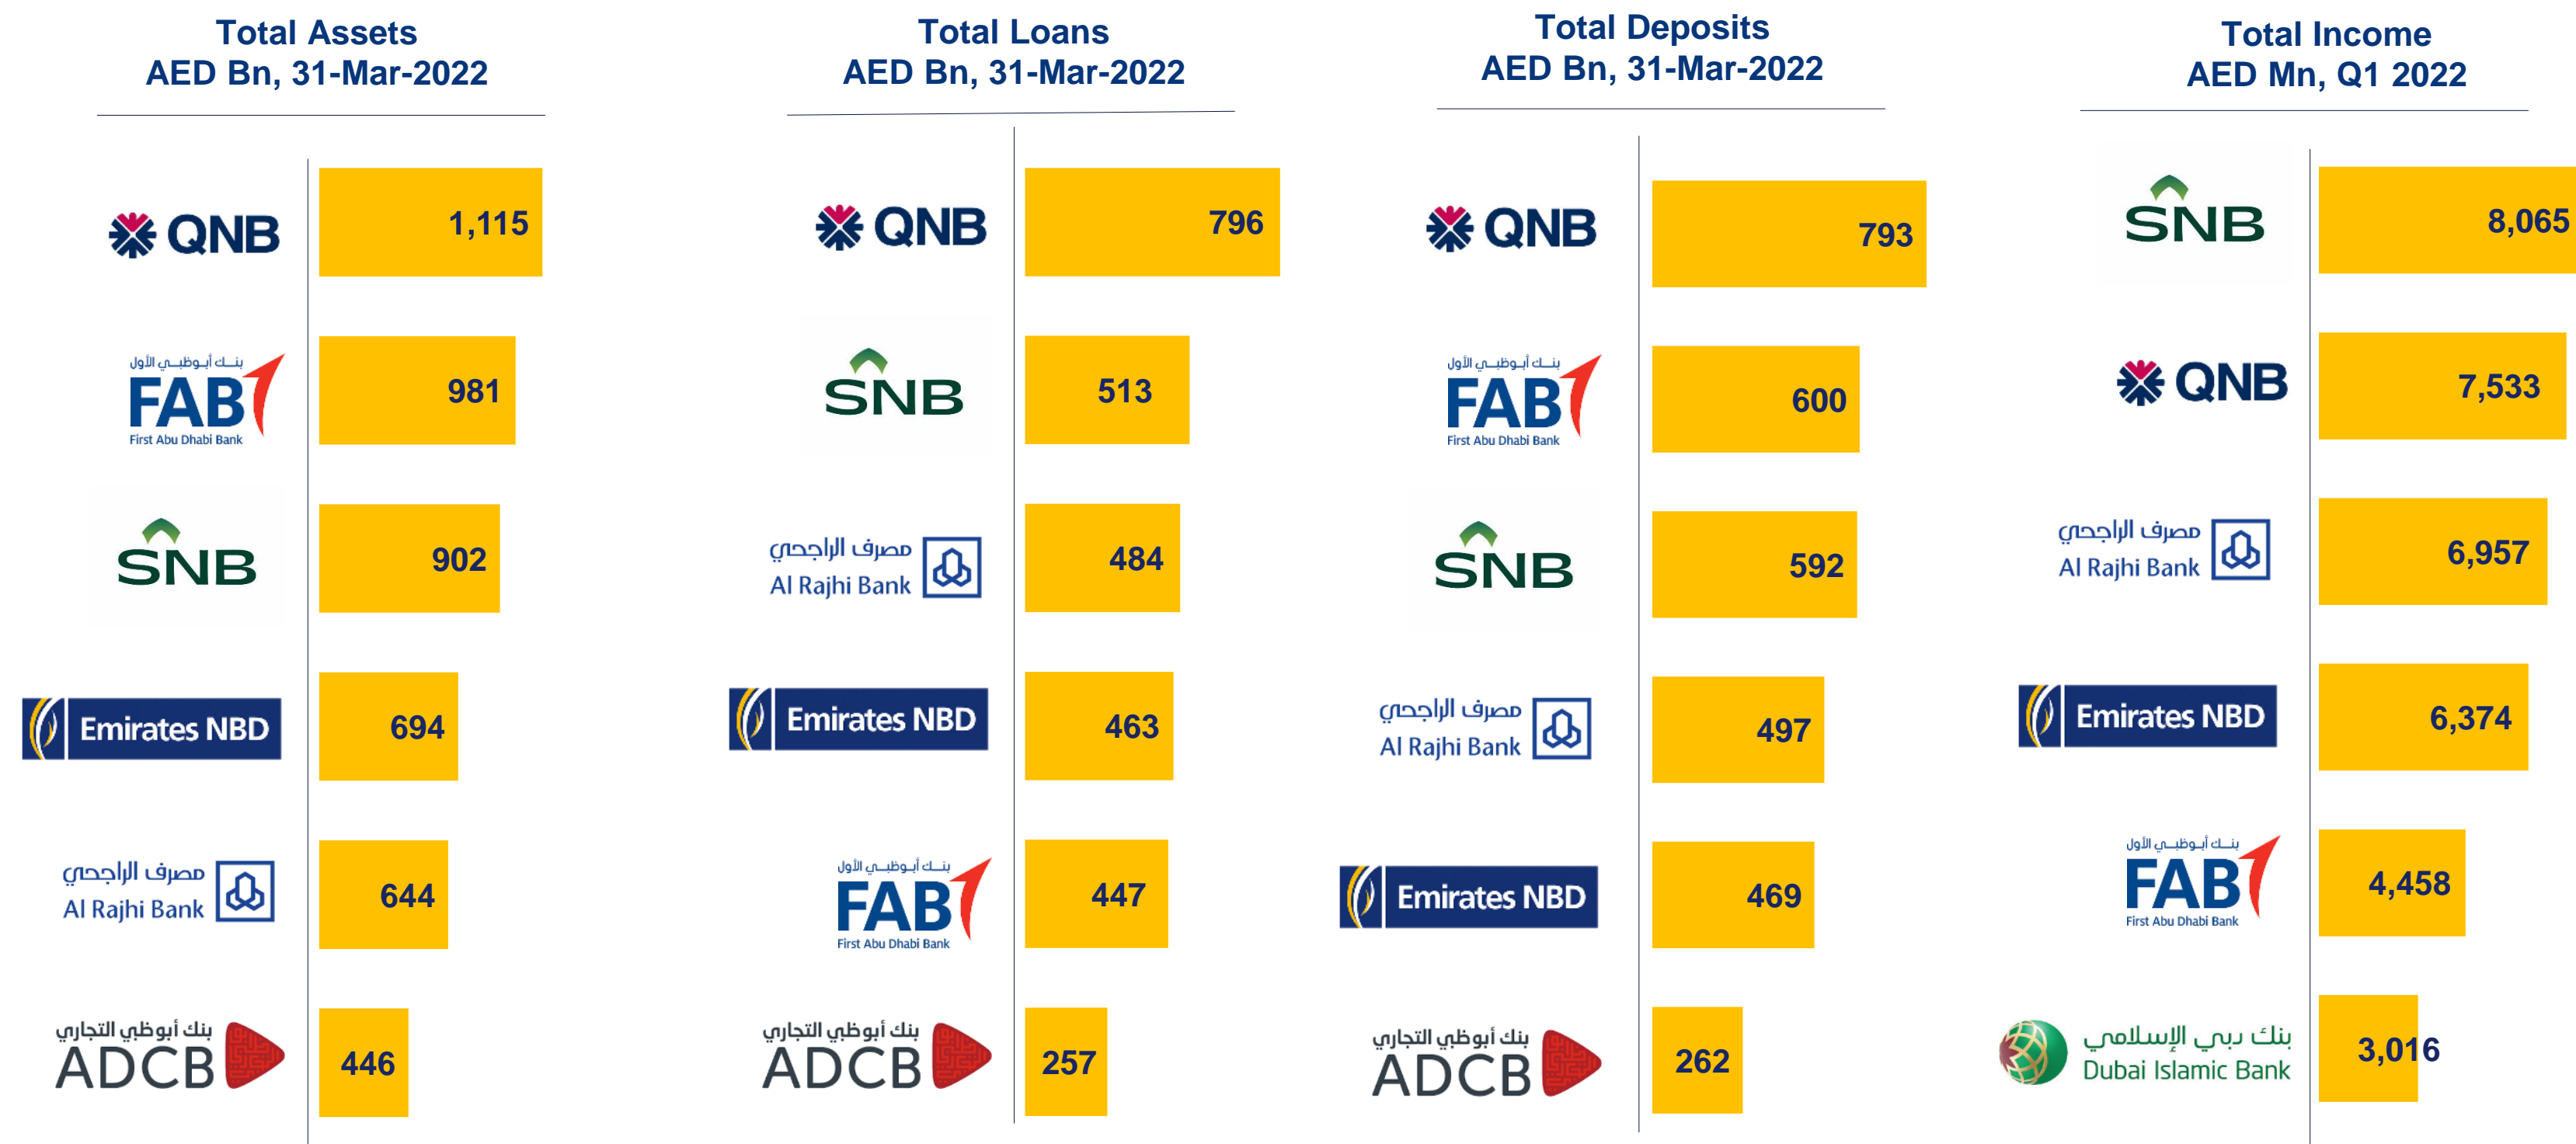 Total Assets
AED Bn, 31-Mar-2022
QNB
1,115
بنك أبوظبي الأول
FAB
First Abu Dhabi Bank
981
SNB
902
Emirates NBD
694
مصرف الراجحي
Al Rajhi Bank
644
بنك أبوظبي التجاري
ADCB
446
Total Loans
AED Bn, 31-Mar-2022
QNB
796
SNB
513
مصرف الراجحي
Al Rajhi Bank
484
Emirates NBD
463
بنك أبوظبي الأول
FAB
First Abu Dhabi Bank
447
بنك أبوظبي التجاري
ADCB
257
Total Deposits
AED Bn, 31-Mar-2022
QNB
793
بنك أبوظبي الأول
FAB
First Abu Dhabi Bank
600
SNB
592
مصرف الراجحي
Al Rajhi Bank
497
Emirates NBD
469
بنك أبوظبي التجاري
ADCB
262
Total Income
AED Mn, Q1 2022
SNB
8,065
QNB
7,533
مصرف الراجحي
Al Rajhi Bank
6,957
Emirates NBD
6,374
بنك أبوظبي الأول
FAB
First Abu Dhabi Bank
4,458
بنك دبي الإسلامي
Dubai Islamic Bank
3,016